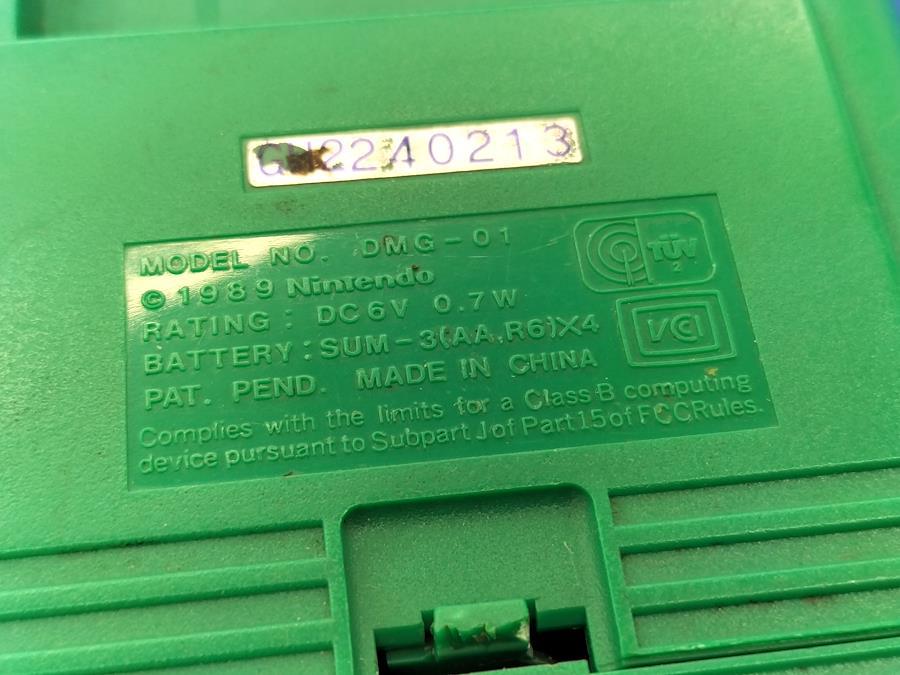 2240213
MODEL NO. DMG-01
© 1989 Nintendo
RATING : DC6V 0.7W
BATTERY : SUM-3(AA,R6)X4
PAT. PEND. MADE IN CHINA
Complies with the limits for a Class B computing
device pursuant to Subpart J of Part 15 of FCC Rules.
TÜV
2
VCI